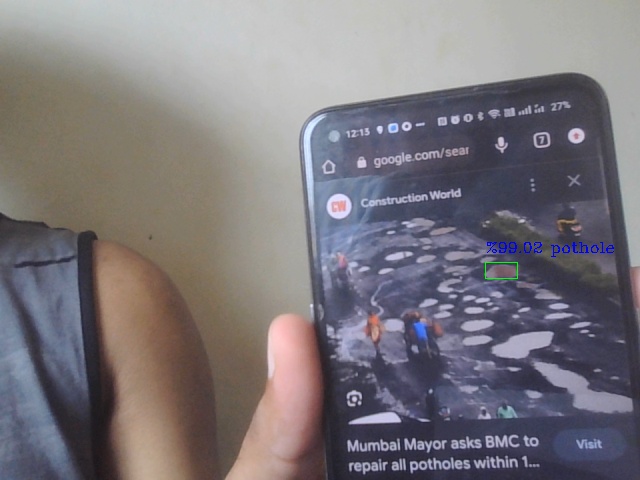 12:13
27%
google.com/sear
7
CW
Construction World
%99.02 pothole
Mumbai Mayor asks BMC to
repair all potholes within 1...
Visit